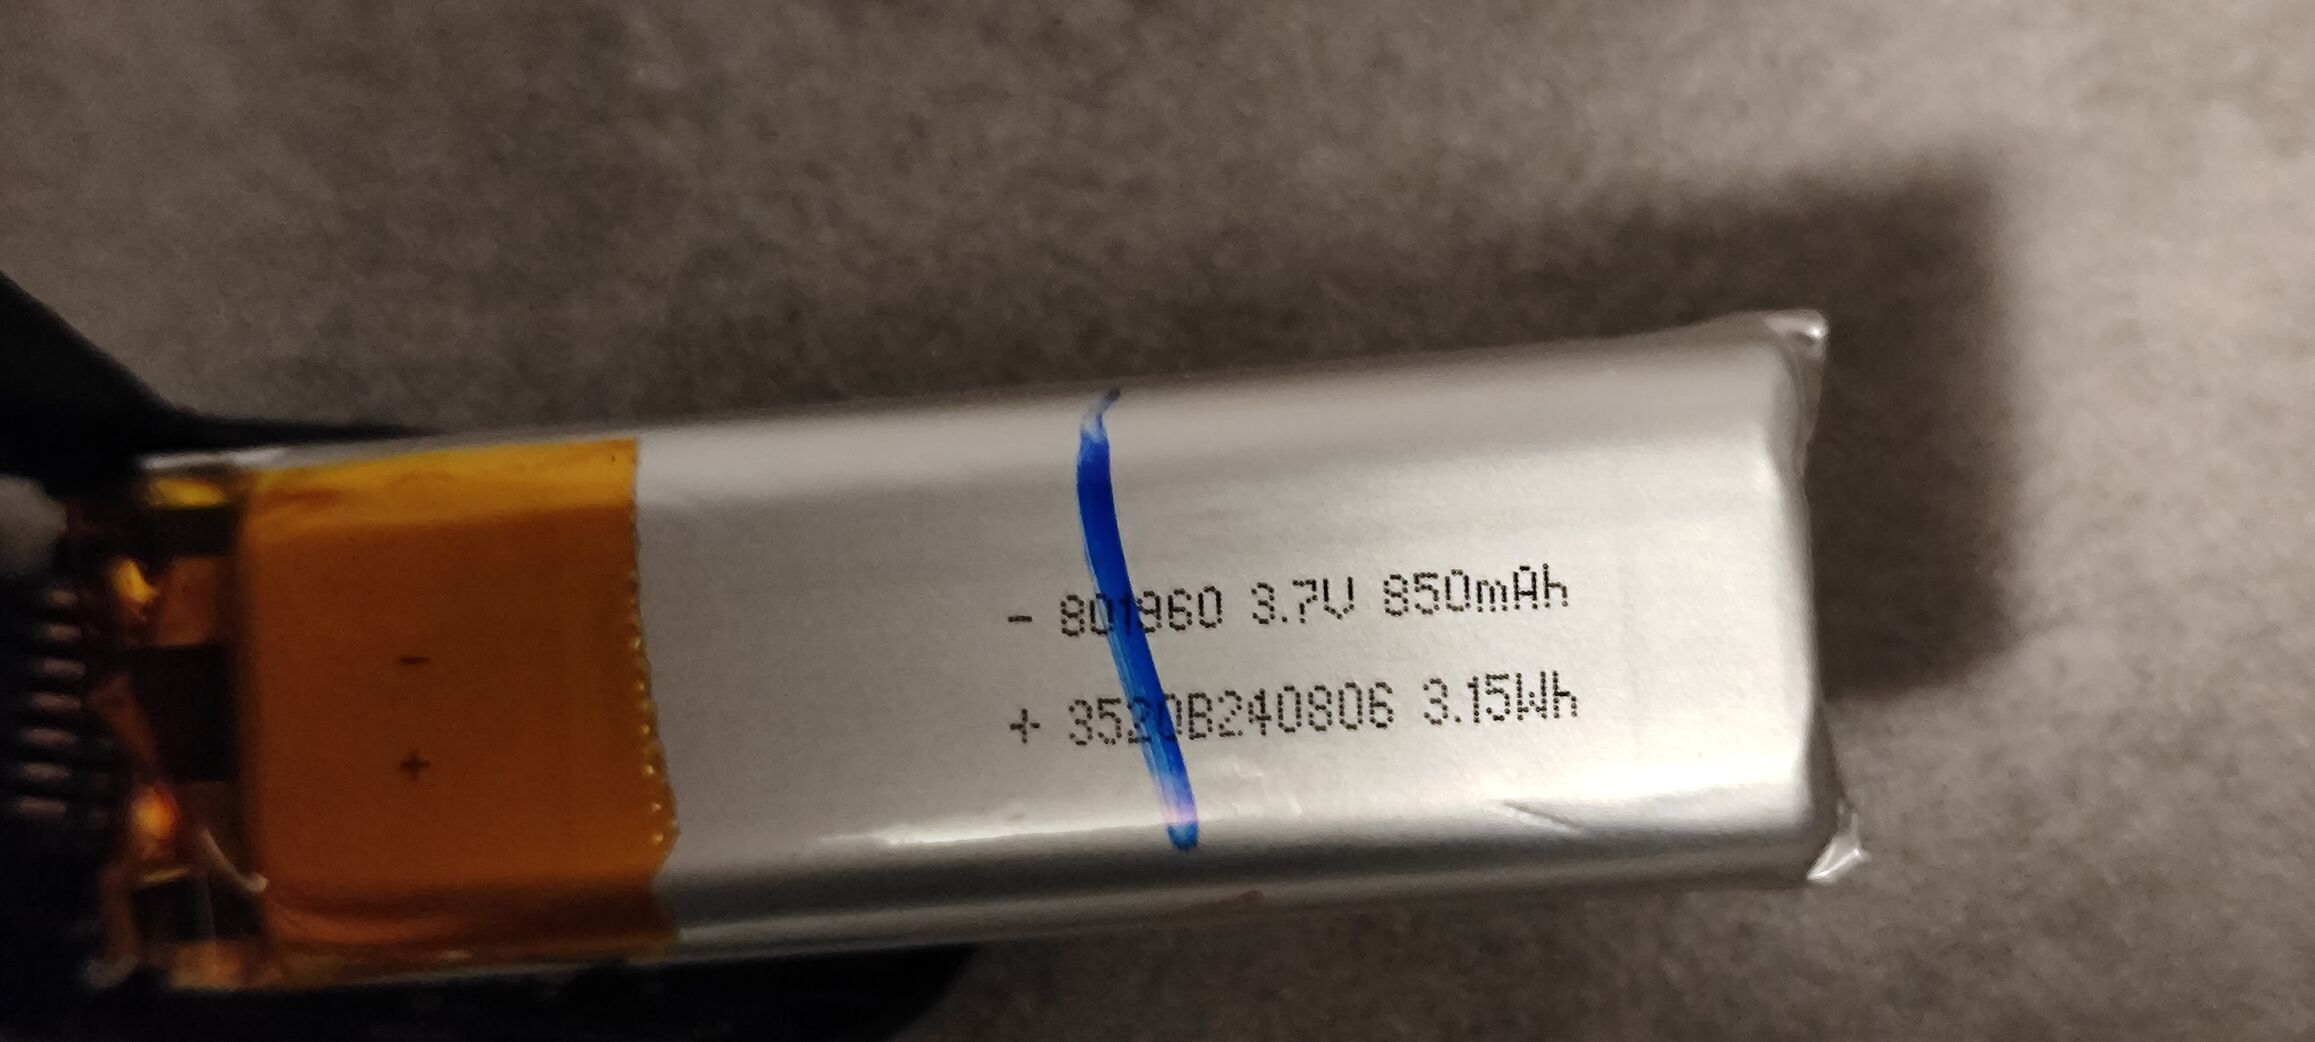 - 801960 3.7V 850mAh
+ 3520B240806 3.15Wh
-
+